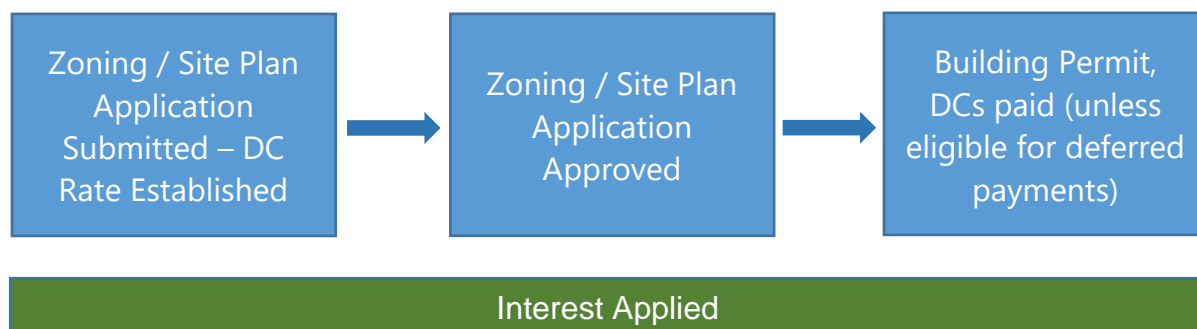 Zoning / Site Plan
Application
Submitted – DC
Rate Established
Zoning / Site Plan
Application
Approved
Building Permit,
DCs paid (unless
eligible for deferred
payments)
Interest Applied